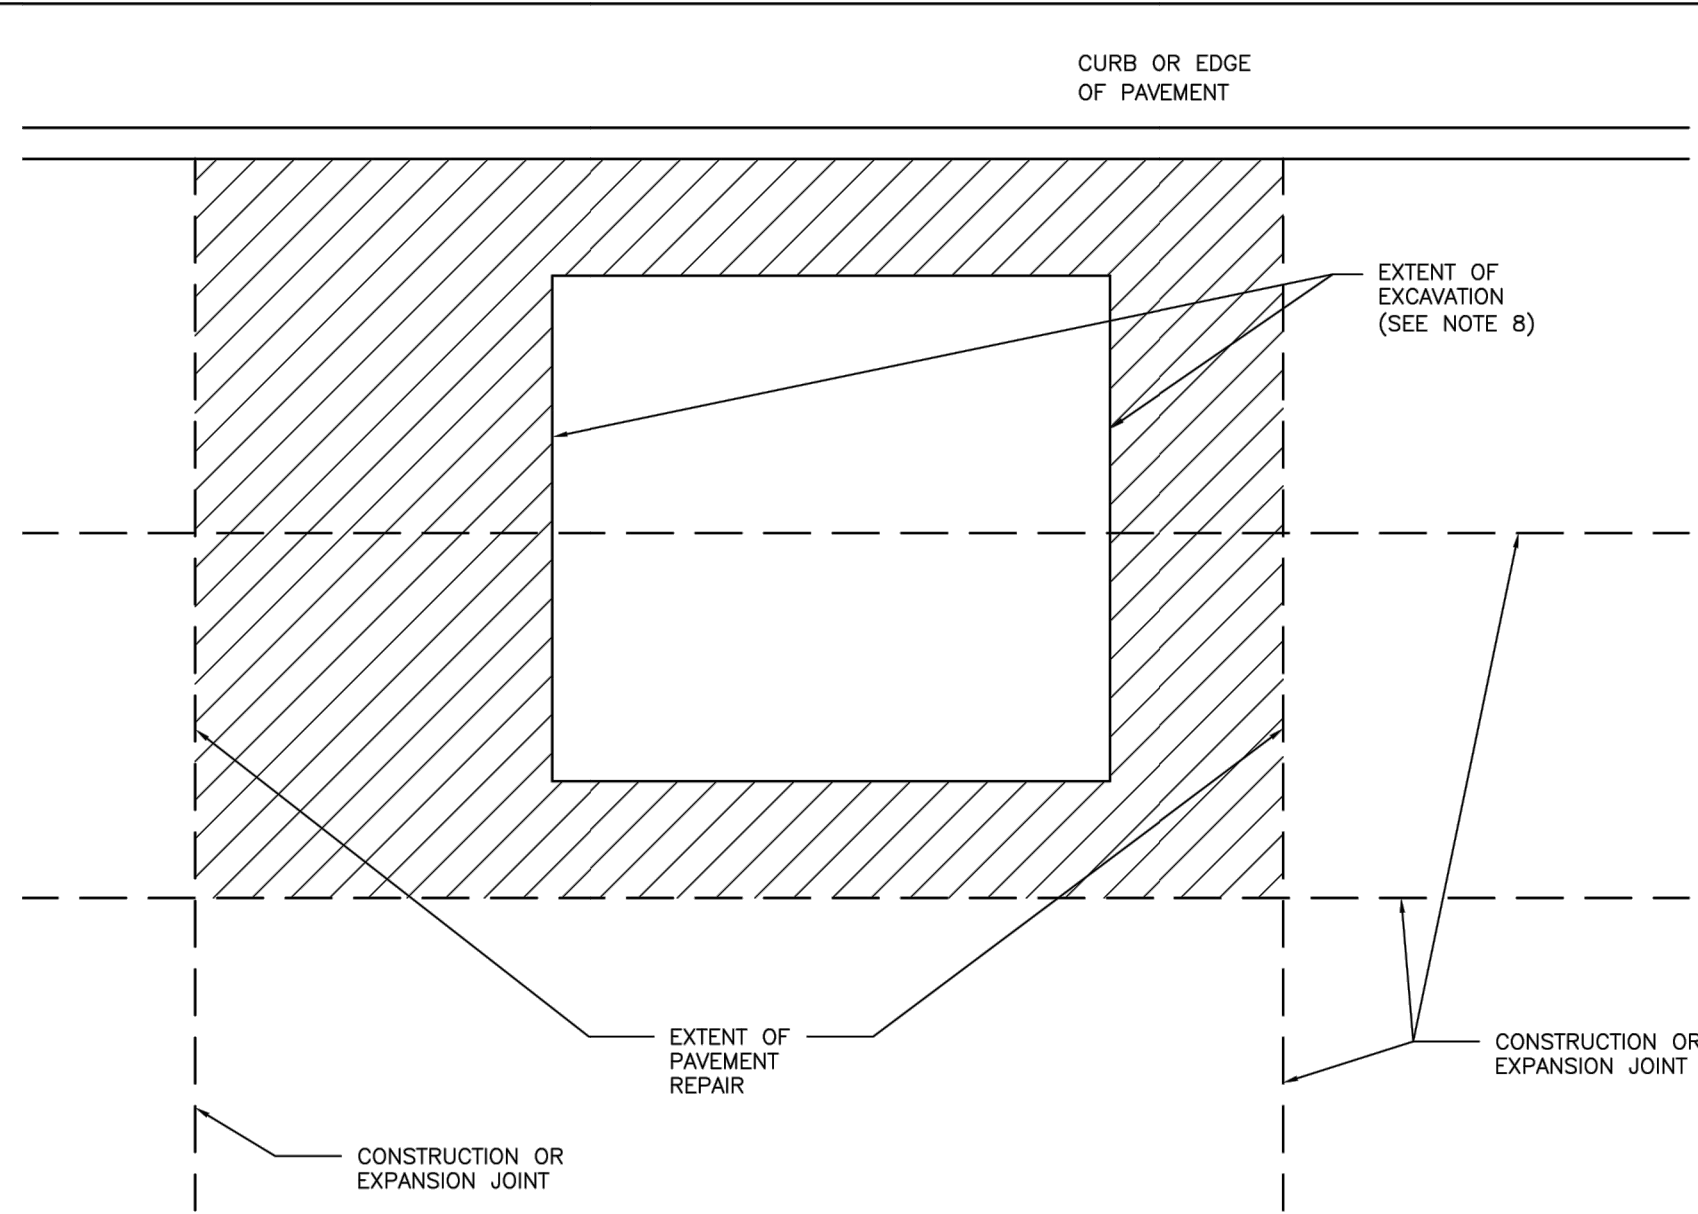 CURB OR EDGE
OF PAVEMENT
EXTENT OF
EXCAVATION
(SEE NOTE 8)
EXTENT OF
PAVEMENT
REPAIR
CONSTRUCTION OR
EXPANSION JOINT
CONSTRUCTION OR
EXPANSION JOINT